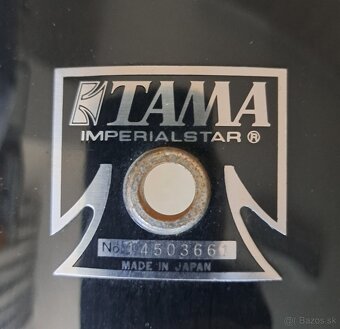 TAMA
IMPERIALSTAR ®
No. 4503661
MADE IN JAPAN
Bazos.sk